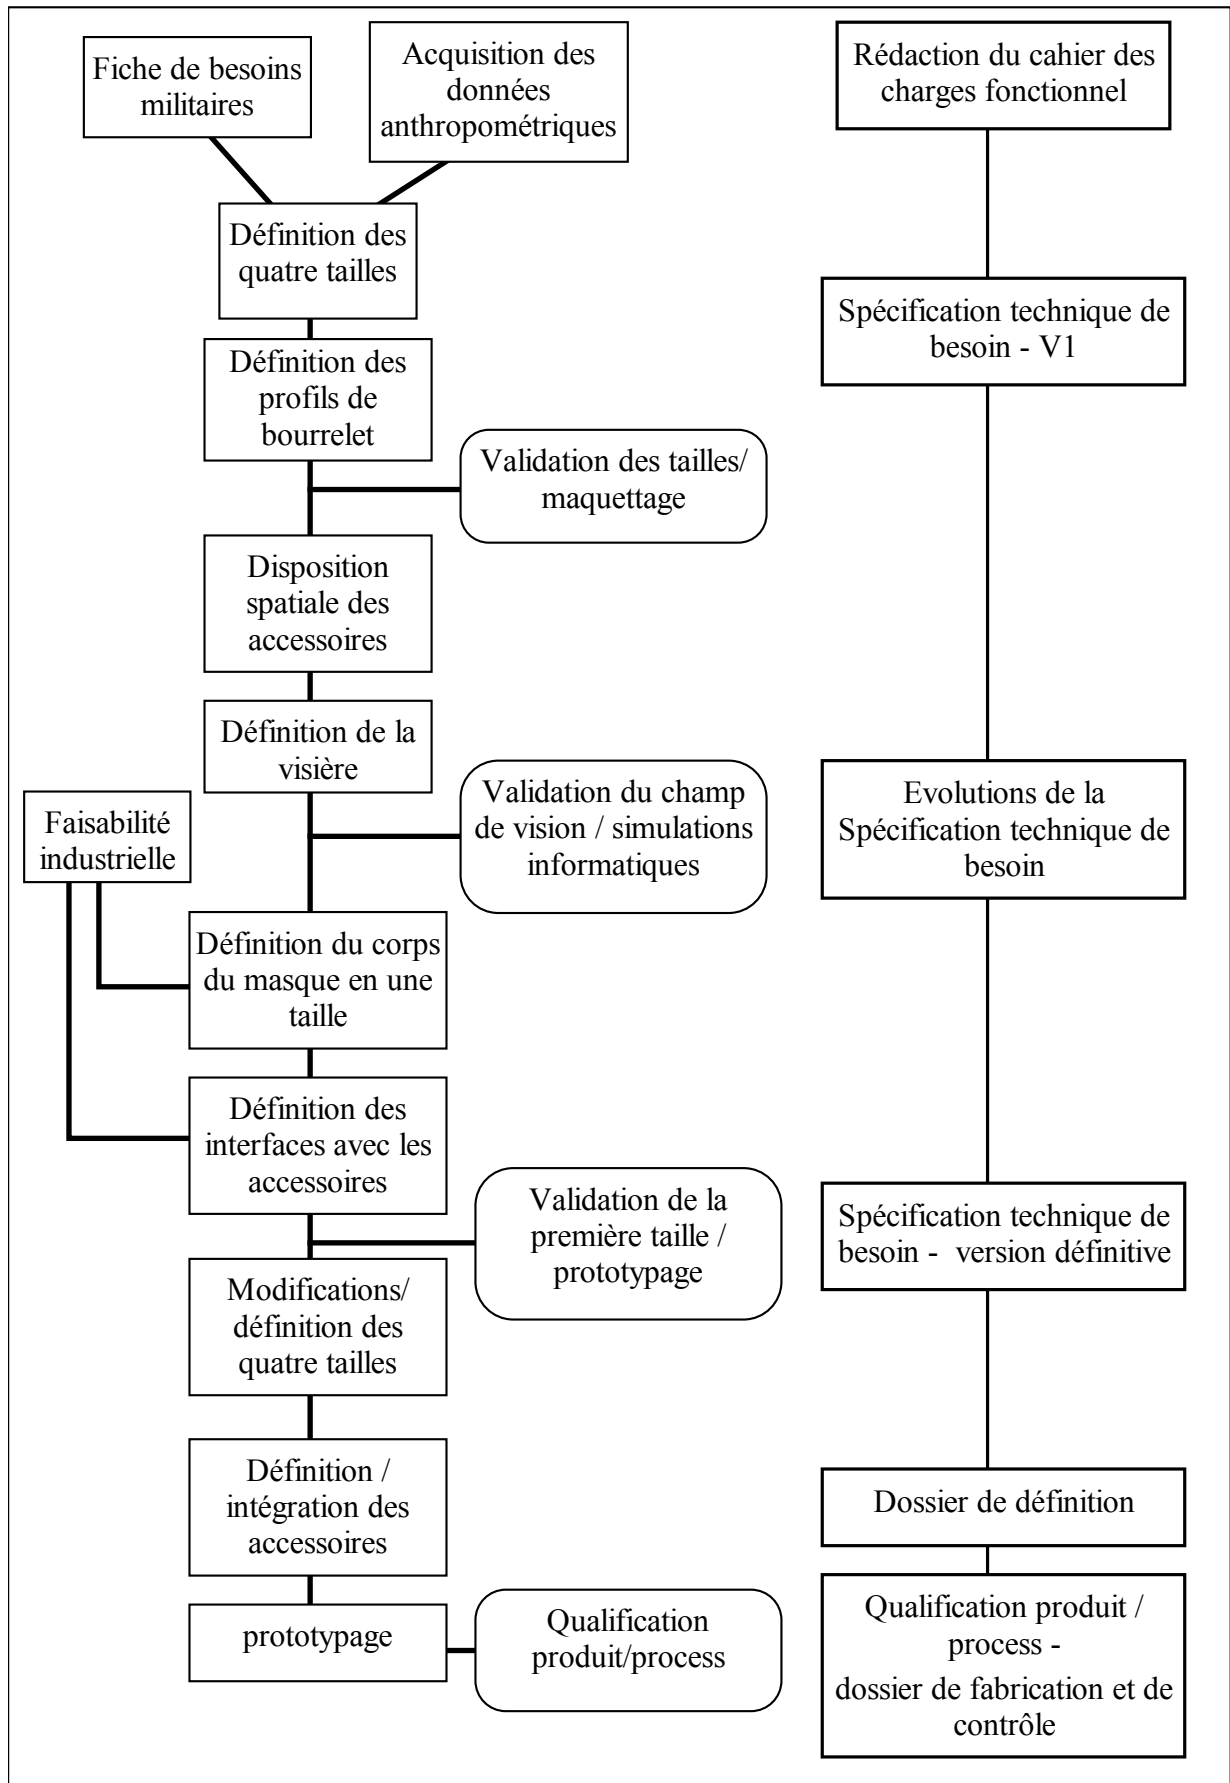 Fiche de besoins
militaires
Acquisition des
données
anthropométriques
Rédaction du cahier des
charges fonctionnel
Définition des
quatre tailles
Spécification technique de
besoin - V1
Définition des
profils de
bourrelet
Validation des tailles/
maquettage
Disposition
spatiale des
accessoires
Définition de la
visière
Validation du champ
de vision / simulations
informatiques
Evolutions de la
Spécification technique de
besoin
Faisabilité
industrielle
Définition du corps
du masque en une
taille
Définition des
interfaces avec les
accessoires
Validation de la
première taille /
prototypage
Spécification technique de
besoin - version définitive
Modifications/
définition des
quatre tailles
Définition /
intégration des
accessoires
Dossier de définition
prototypage
Qualification
produit/process
Qualification produit /
process -
dossier de fabrication et de
contrôle